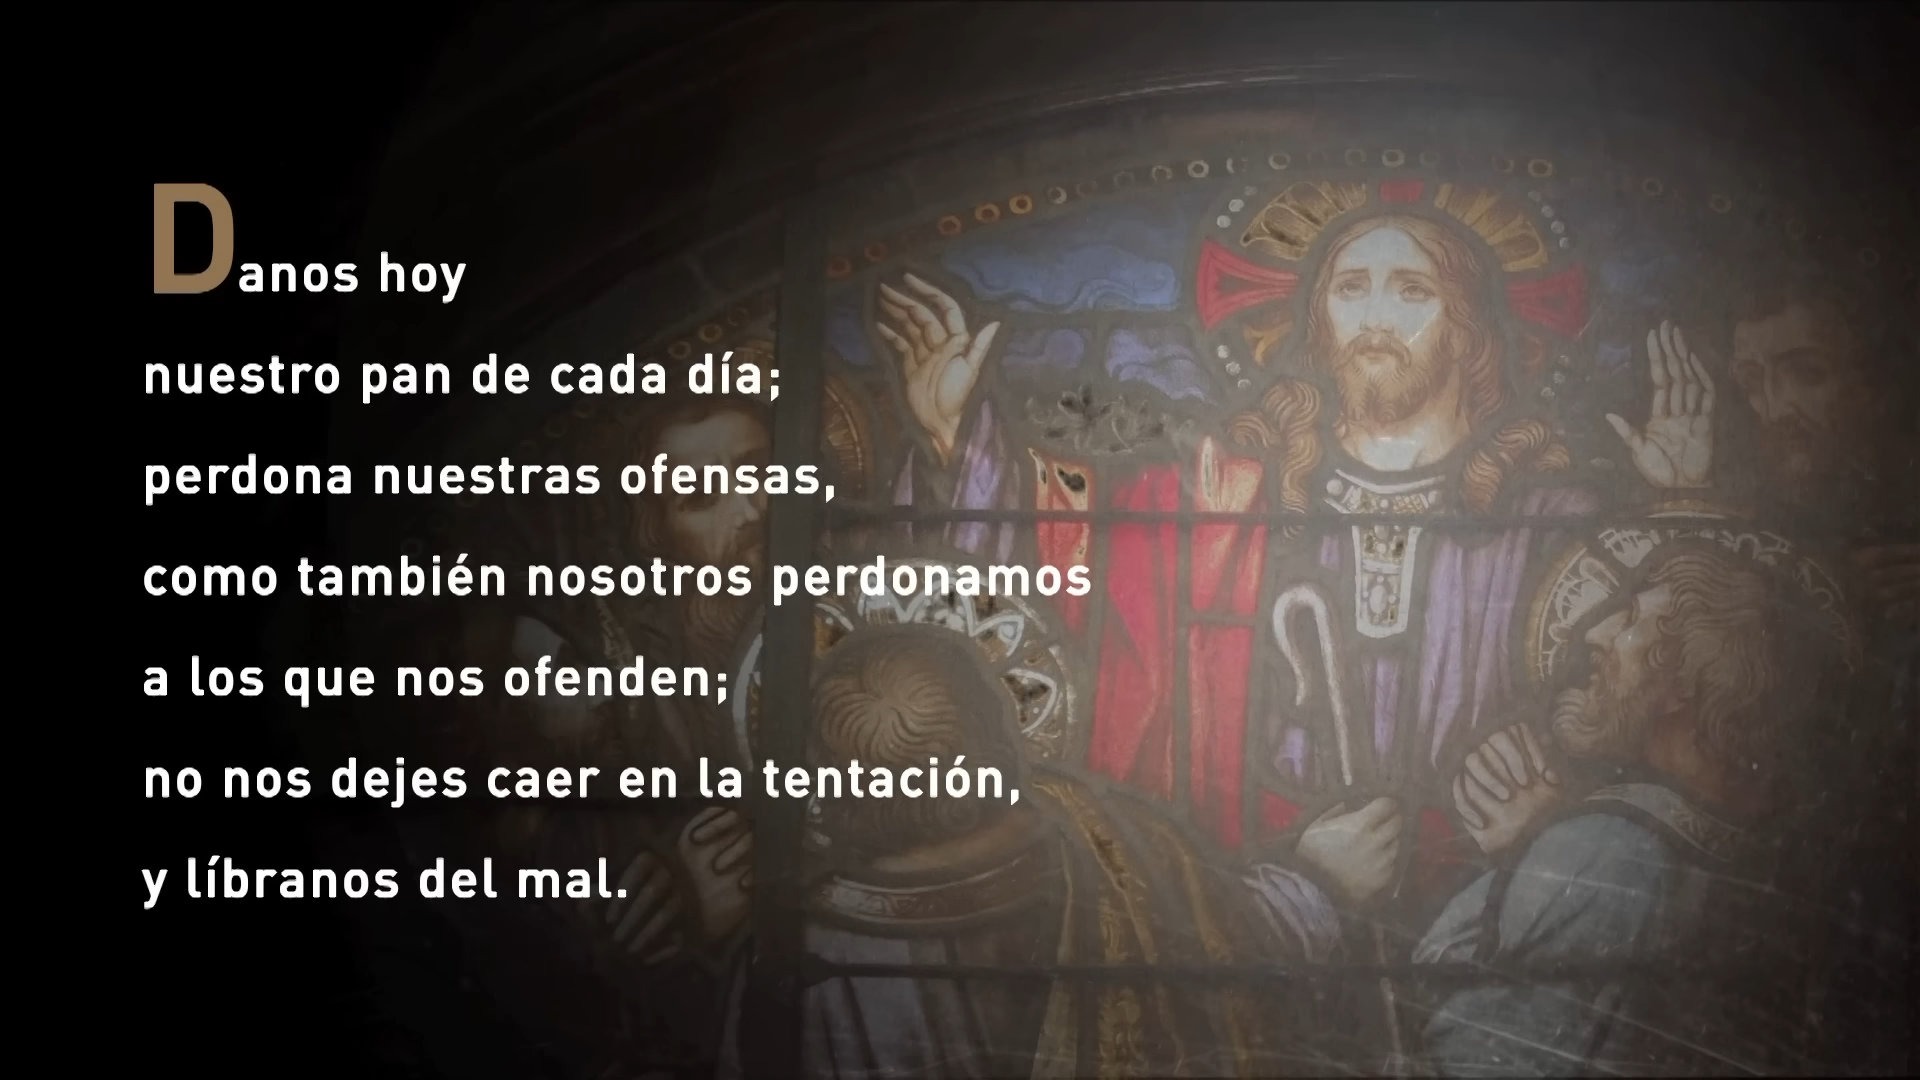 Danos hoy
nuestro pan de cada día;
perdona nuestras ofensas,
como también nosotros perdonamos
a los que nos ofenden;
no nos dejes caer en la tentación,
y líbranos del mal.